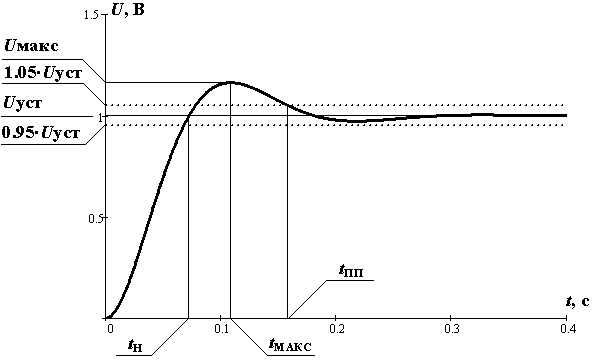 1.5
U, В
Uмакс
1.05·Uуст
Uуст
1
0.95·Uуст
0.5
tПП
t, с
0
0.1
0.2
0.3
0.4
tН
tМАКС